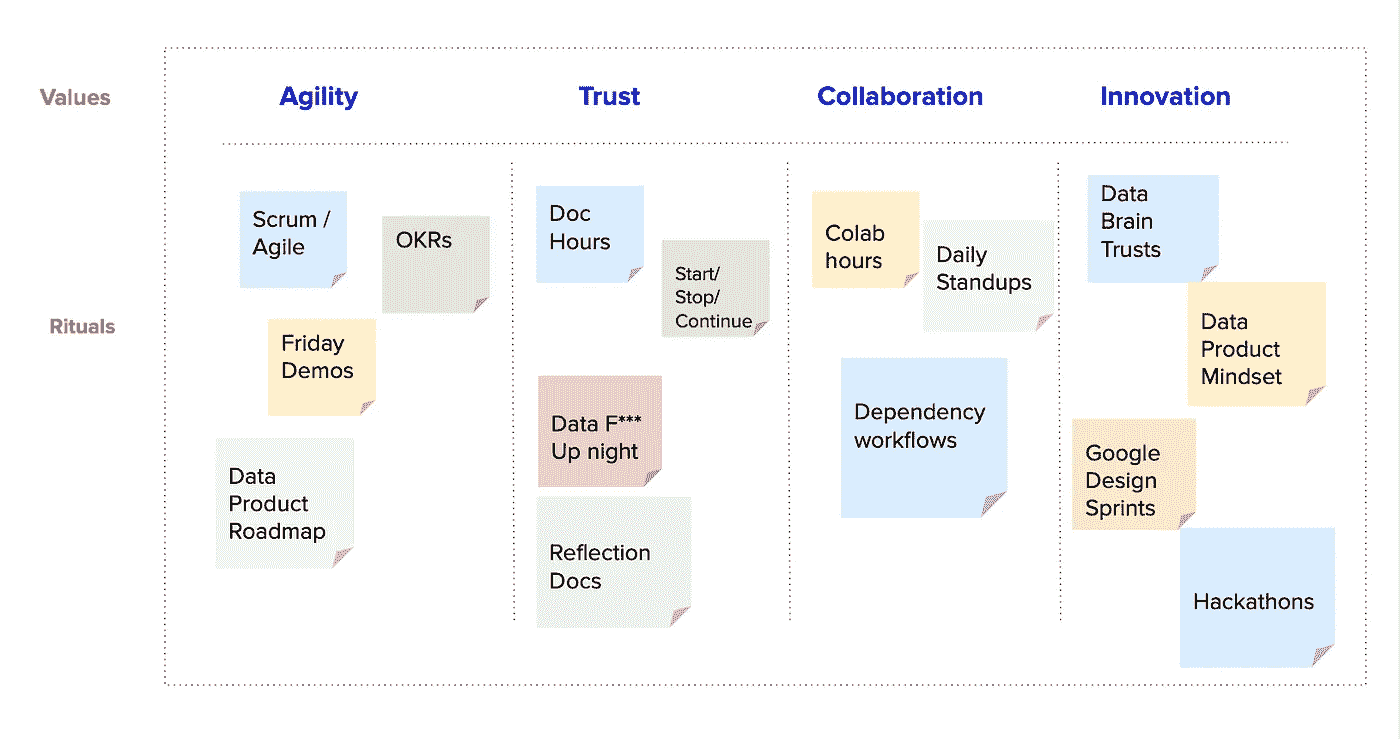 Values
Agility
Trust
Collaboration
Innovation
Rituals
Scrum /
Agile
OKRs
Friday
Demos
Data
Product
Roadmap
Doc
Hours
Start/
Stop/
Continue
Data F***
Up night
Reflection
Docs
Colab
hours
Daily
Standups
Dependency
workflows
Data
Brain
Trusts
Data
Product
Mindset
Google
Design
Sprints
Hackathons